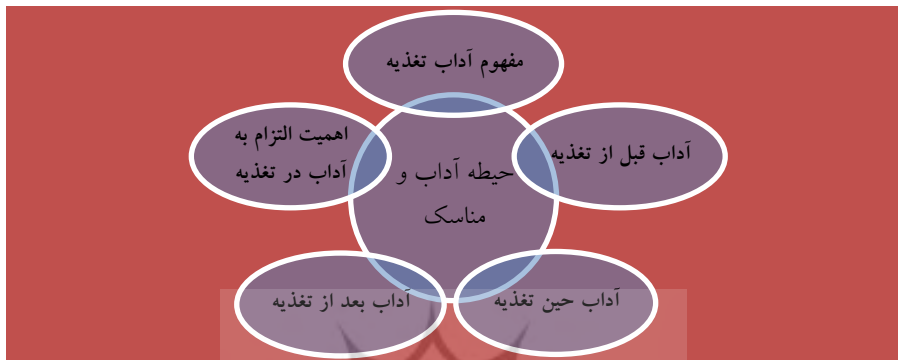 مفهوم آداب تغذیه
آداب قبل از تغذیه
اهمیت التزام به
آداب در تغذیه
حیطه آداب و
مناسک
آداب حین تغذیه
آداب بعد از تغذیه